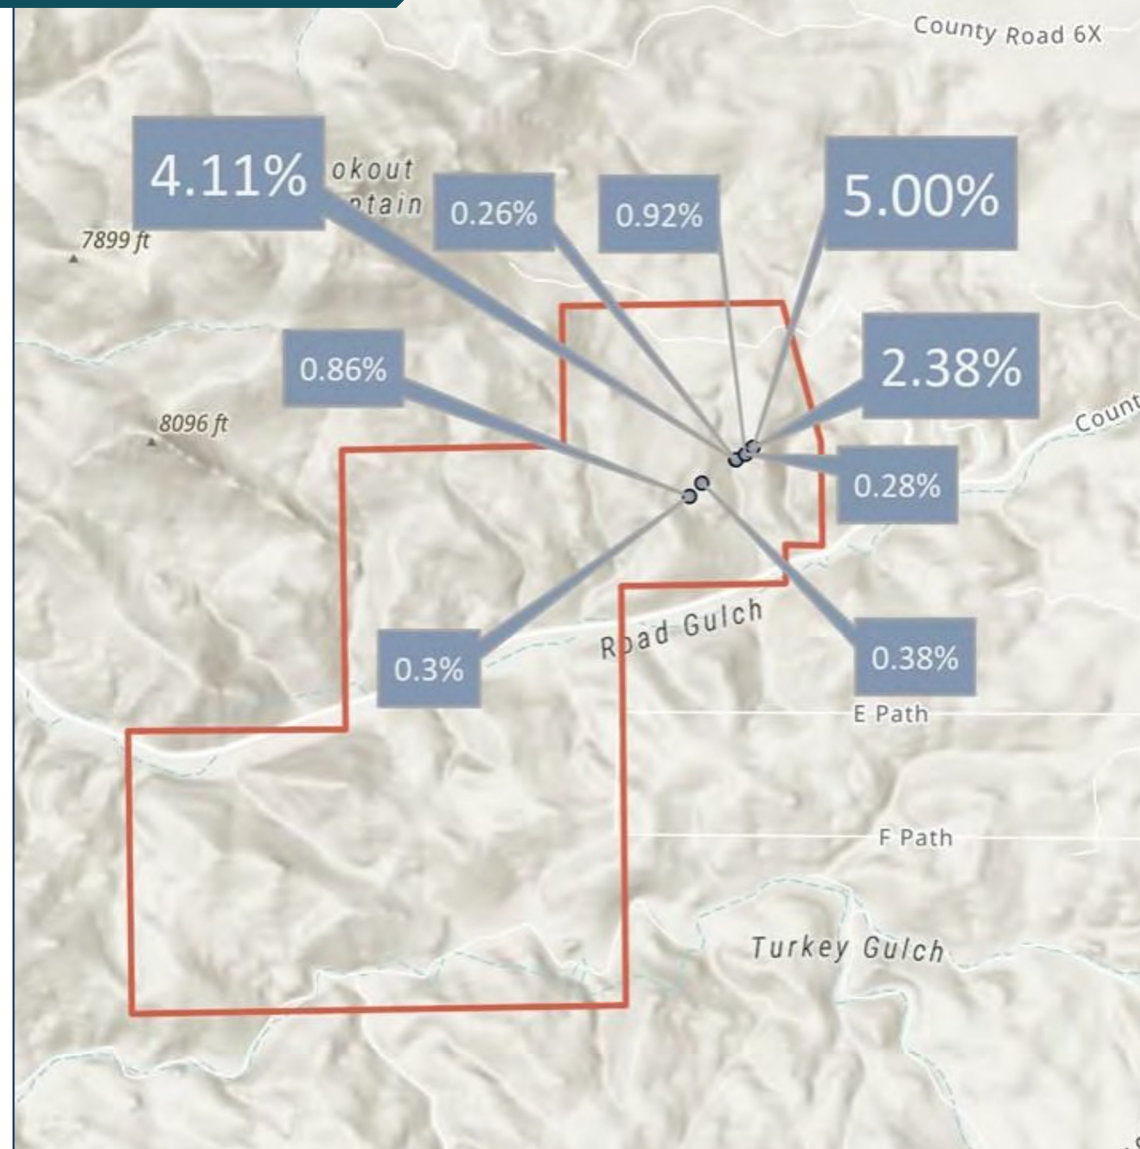 County Road 6X
4.11%
okout
ntain
0.26%
0.92%
5.00%
7899 ft
0.86%
2.38%
8096 ft
Count
0.28%
Road Gulch
0.3%
0.38%
E Path
F Path
Turkey Gulch